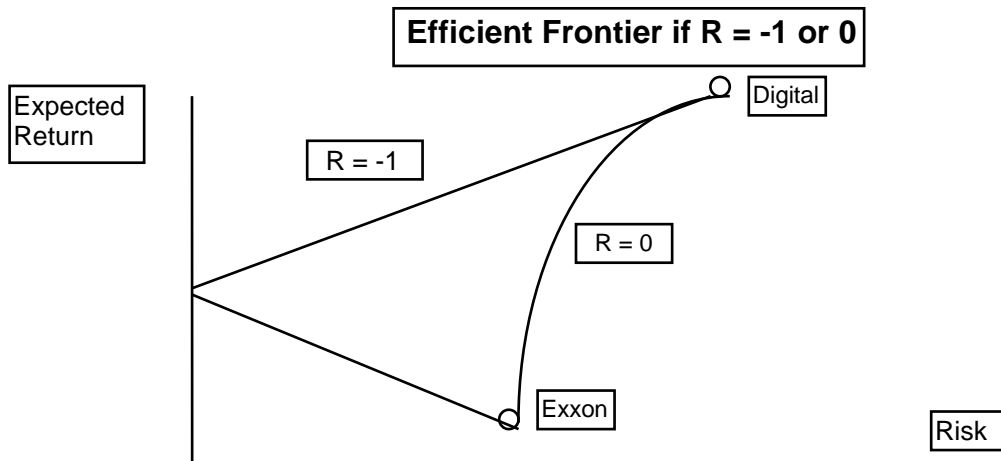 Efficient Frontier if R = -1 or 0
Expected
Return
Digital
R = -1
R = 0
Exxon
Risk